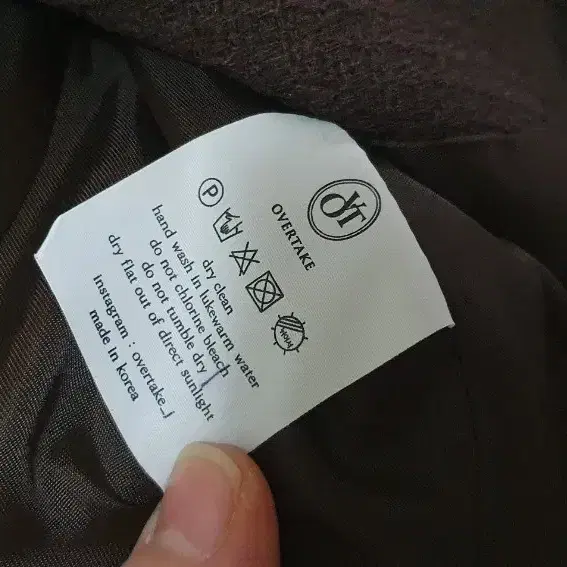 OVT
OVERTAKE
P
dry clean
hand wash in lukewarm water
do not chlorine bleach
do not tumble dry
dry flat out of direct sunlight
Instagram : overtake_l
made in korea